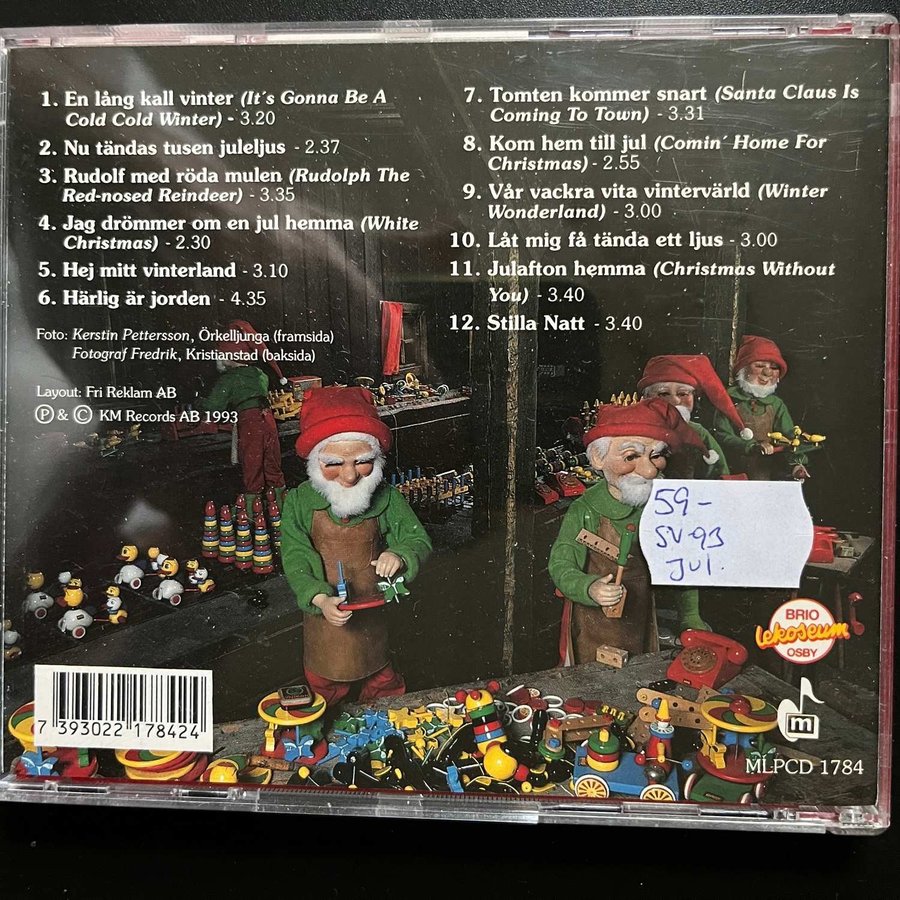 1. En lång kall vinter (It´s Gonna Be A
Cold Cold Winter) - 3.20
2. Nu tändas tusen juleljus - 2.37
3. Rudolf med röda mulen (Rudolph The
Red-nosed Reindeer) - 3.35
4. Jag drömmer om en jul hemma (White
Christmas) - 2.30
5. Hej mitt vinterland - 3.10
6. Härlig är jorden - 4.35
Foto: Kerstin Pettersson, Örkelljunga (framsida)
Fotograf Fredrik, Kristianstad (baksida)
Layout: Fri Reklam AB
Ⓟ & © KM Records AB 1993
7. Tomten kommer snart (Santa Claus Is
Coming To Town) - 3.31
8. Kom hem till jul (Comin´ Home For
Christmas) - 2.55
9. Vår vackra vita vintervärld (Winter
Wonderland) - 3.00
10. Låt mig få tända ett ljus - 3.00
11. Julafton hemma (Christmas Without
You) - 3.40
12. Stilla Natt - 3.40
59-
SV-93
JUL.
BRIO
lekoseum
OSBY
m
MLPCD 1784
7 393022 178424